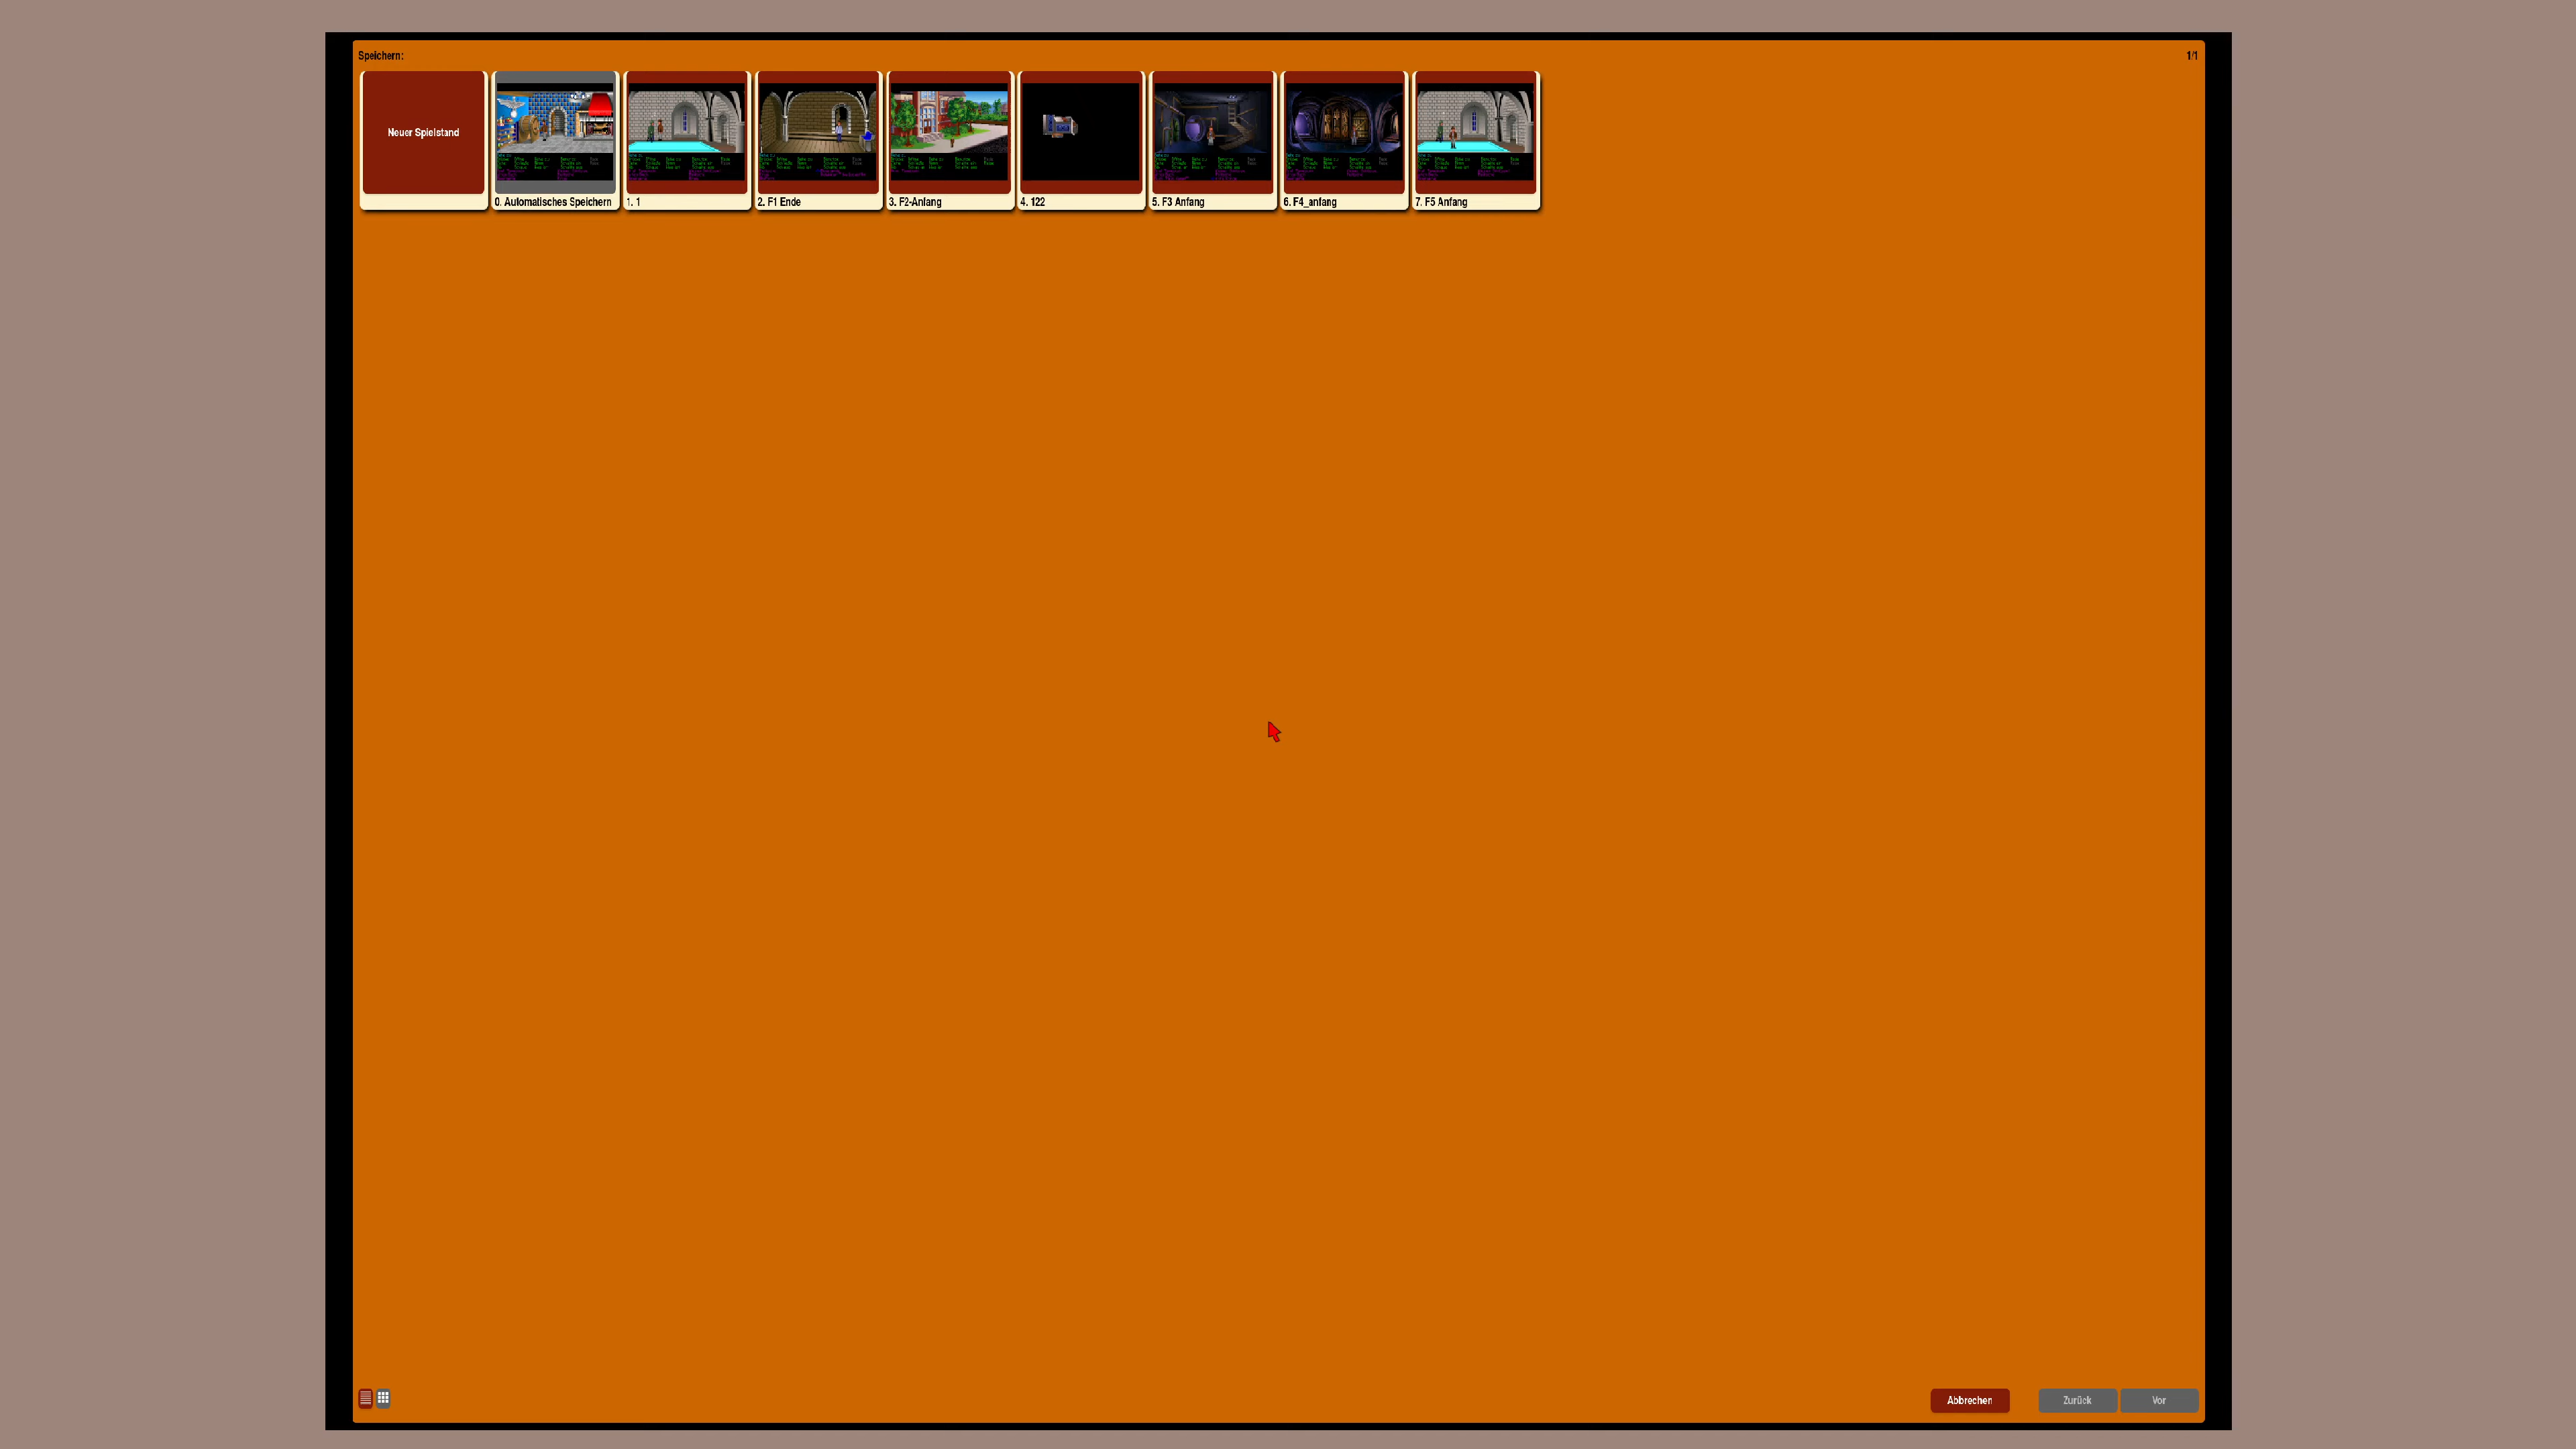 Speichern:
1/1
Neuer Spielstand
0. Automatisches Speichern
1. 1
2. F1 Ende
3. F2-Anfang
4. 122
5. F3 Anfang
6. F4_anfang
7. F5 Anfang
Abbrechen
Zurück
Vor